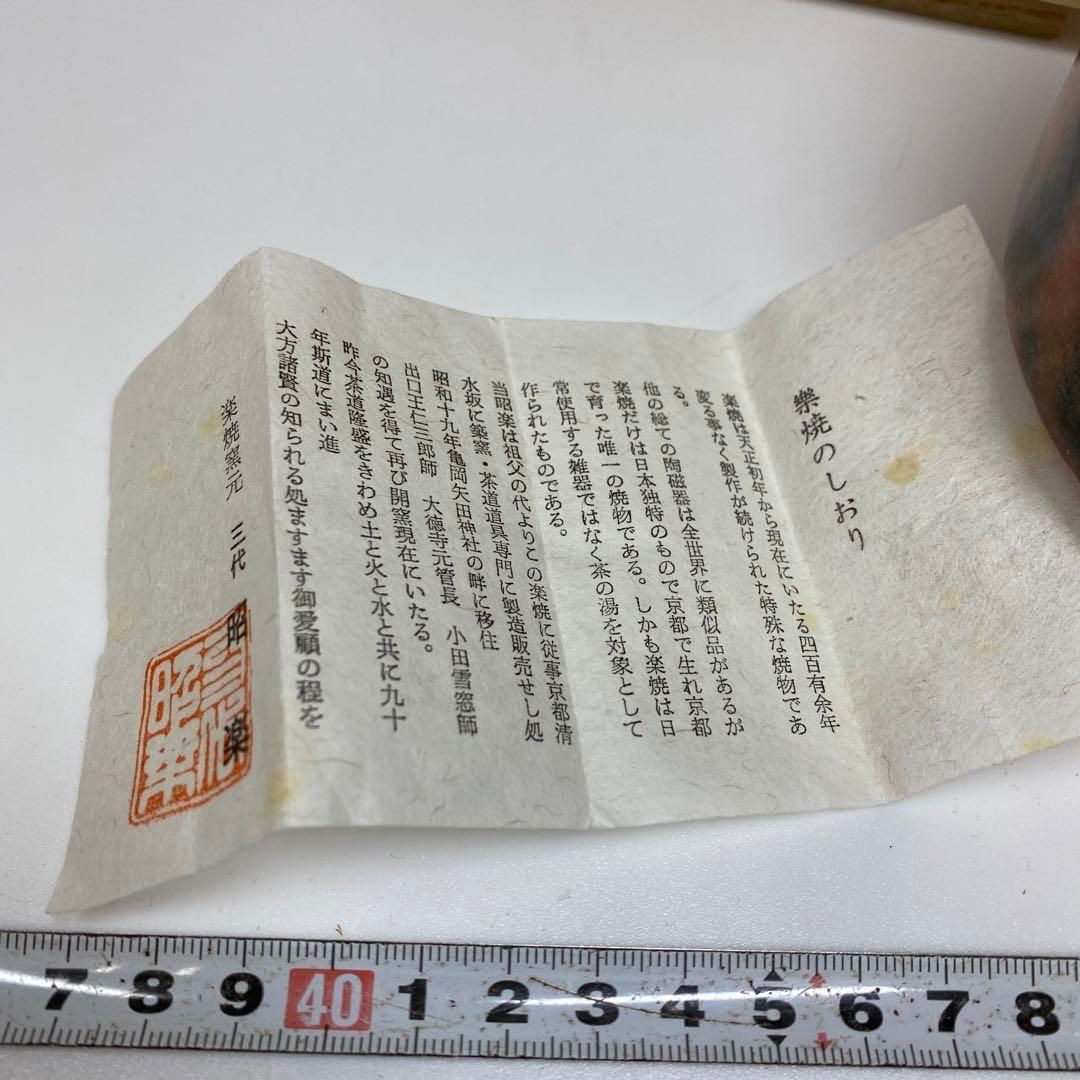 樂焼のしおり
楽焼は天正初年から現在にいたる四百有余年
変る事なく製作が続けられた特殊な焼物であ
る。
他の総ての陶磁器は全世界に類似品があるが
楽焼だけは日本独特のもので京都で生れ京都
で育った唯一の焼物である。しかも楽焼は日
常使用する雑器ではなく茶の湯を対象として
作られたものである。
当昭楽は祖父の代よりこの楽焼に従事京都清
水坂に築窯・茶道道具専門に製造販売せし処
昭和十九年亀岡矢田神社の畔に移住
出口王仁三郎師　大徳寺元管長　小田雪窓師
の知遇を得て再び開窯現在にいたる。
昨今茶道隆盛をきわめ土と火と水と共に九十
年斯道にまい進
大方諸賢の知られる処ますます御愛顧の程を
楽焼窯元　三代　昭楽
三代昭楽
7 8 9 40 1 2 3 4 5 6 7 8